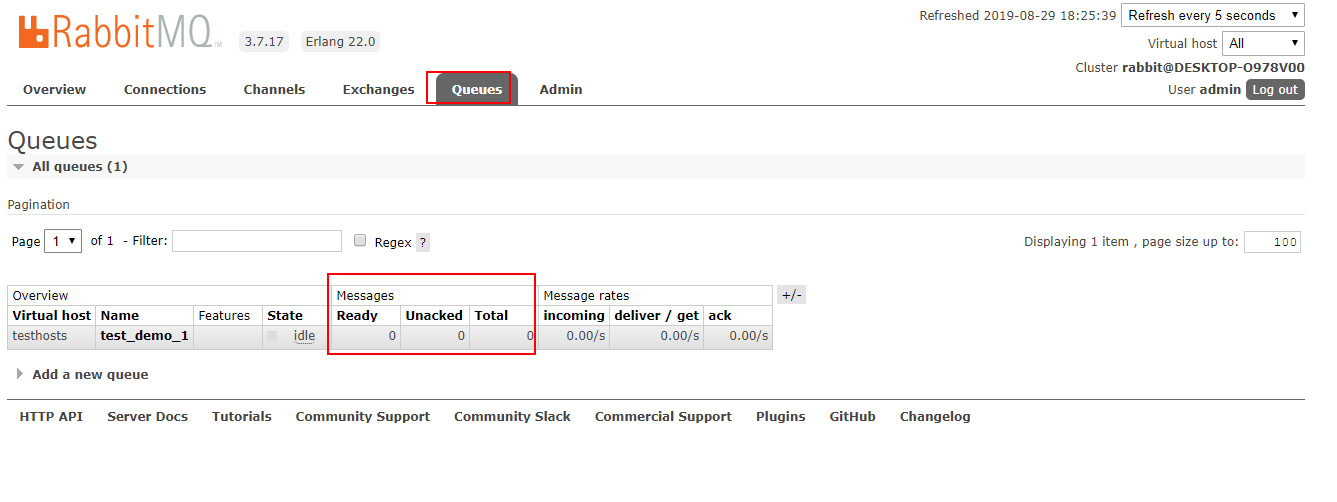 RabbitMQ TM 3.7.17 Erlang 22.0
Refreshed 2019-08-29 18:25:39 Refresh every 5 seconds
Virtual host All
Cluster rabbit@DESKTOP-O978V00
User admin Log out
Overview Connections Channels Exchanges Queues Admin
Queues
All queues (1)
Pagination
Page 1 of 1 - Filter: Regex ? Displaying 1 item , page size up to: 100
Overview Messages Message rates +/-
Virtual host Name Features State Ready Unacked Total incoming deliver / get ack
testhosts test_demo_1 idle 0 0 0 0.00/s 0.00/s 0.00/s
Add a new queue
HTTP API Server Docs Tutorials Community Support Community Slack Commercial Support Plugins GitHub Changelog